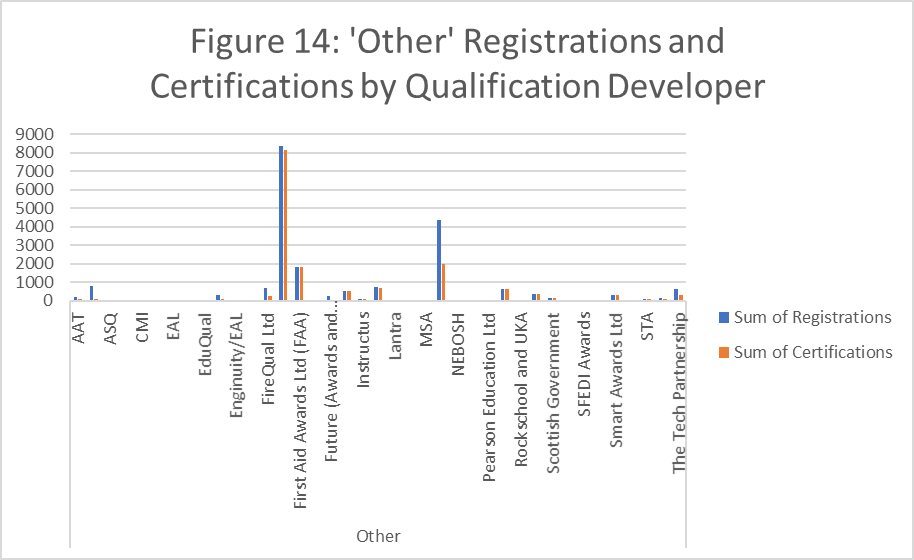 Figure 14: 'Other' Registrations and
Certifications by Qualification Developer
9000
8000
7000
6000
5000
4000
3000
2000
1000
0
AAT
ASQ
CMI
EAL
EduQual
Enginuity/EAL
FireQual Ltd
First Aid Awards Ltd (FAA)
Future (Awards and...
Instructus
Lantra
MSA
NEBOSH
Pearson Education Ltd
Rockschool and UKA
Scottish Government
SFEDI Awards
Smart Awards Ltd
STA
The Tech Partnership
Other
Sum of Registrations
Sum of Certifications